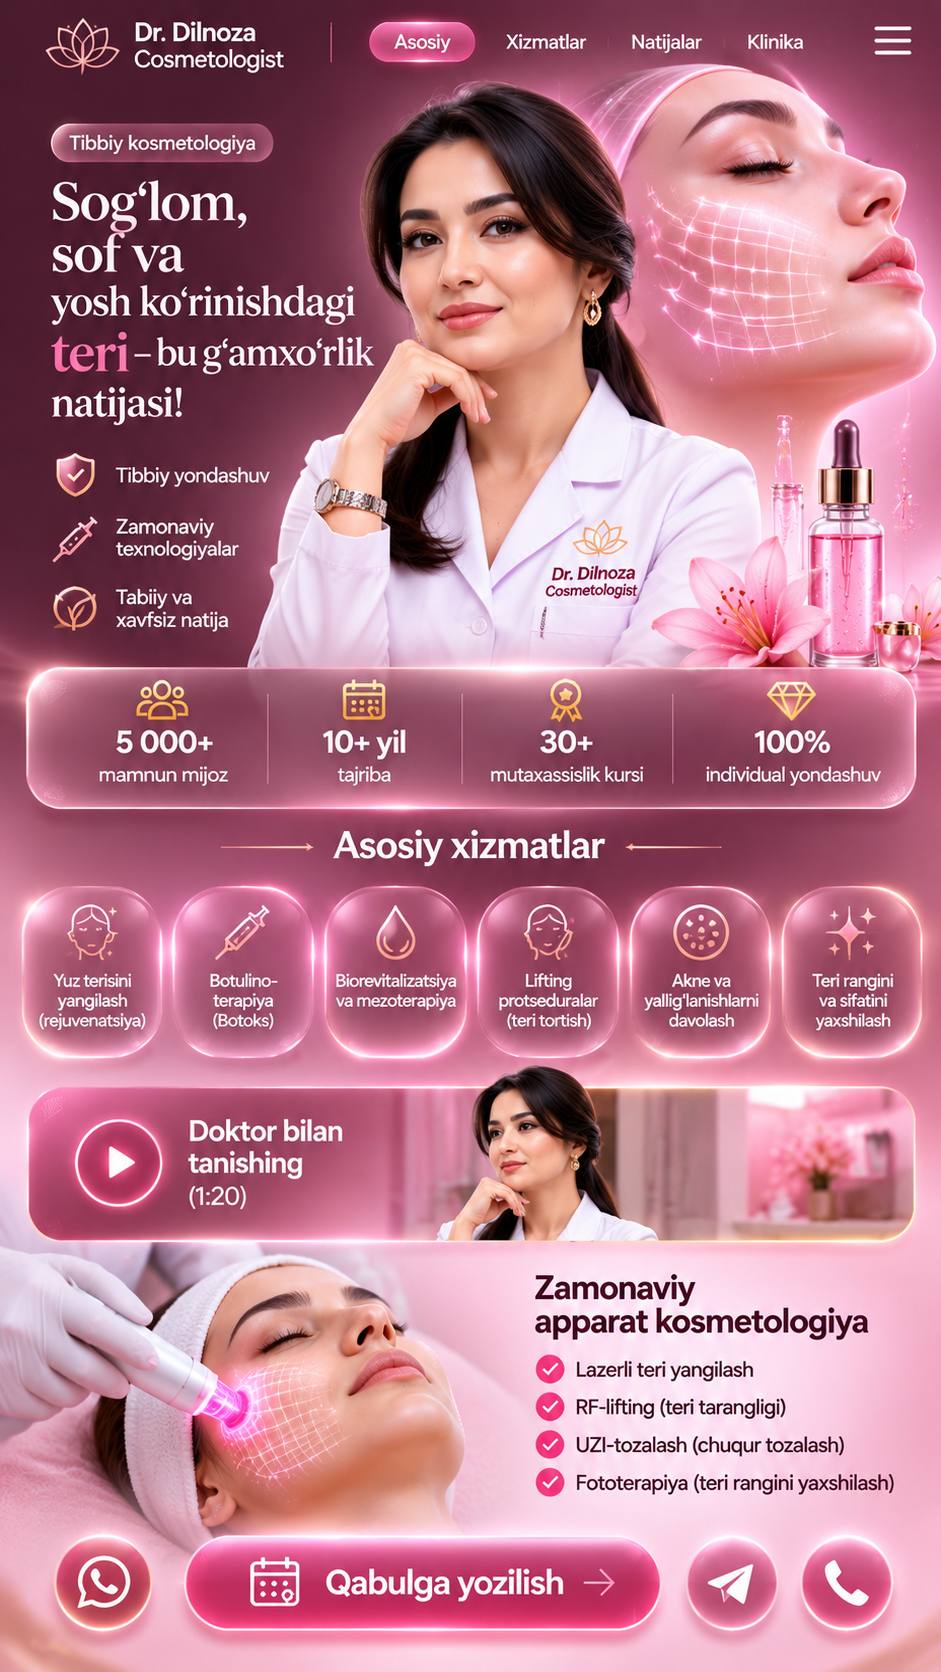 Dr. Dilnoza
Cosmetologist
Asosiy
Xizmatlar
Natijalar
Klinika
Tibbiy kosmetologiya
Sog‘lom,
sof va
yosh ko‘rinishdagi
teri – bu g‘amxo‘rlik
natijasi!
Tibbiy yondashuv
Zamonaviy
texnologiyalar
Tabiiy va
xavfsiz natija
Dr. Dilnoza
Cosmetologist
5 000+
mamnun mijoz
10+ yil
tajriba
30+
mutaxassislik kursi
100%
individual yondashuv
Asosiy xizmatlar
Yuz terisini
yangilash
(rejuvenatsiya)
Botulino-
terapiya
(Botoks)
Biorevitalizatsiya
va mezoterapiya
Lifting
protseduralar
(teri tortish)
Akne va
yallig'lanishlarni
davolash
Teri rangini
va sifatini
yaxshilash
Doktor bilan
tanishing
(1:20)
Zamonaviy
apparat kosmetologiya
Lazerli teri yangilash
RF-lifting (teri tarangligi)
UZI-tozalash (chuqur tozalash)
Fototerapiya (teri rangini yaxshilash)
Qabulga yozilish